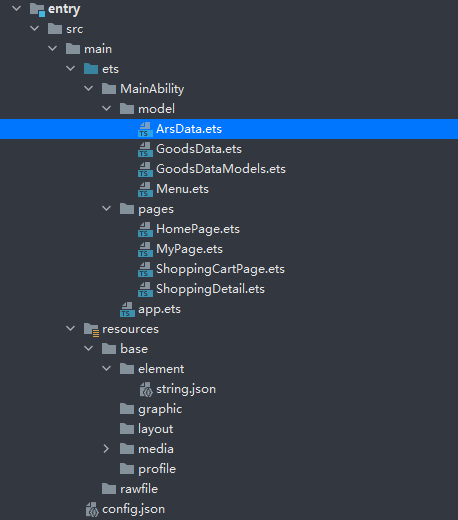 entry
src
main
ets
MainAbility
model
ArsData.ets
GoodsData.ets
GoodsDataModels.ets
Menu.ets
pages
HomePage.ets
MyPage.ets
ShoppingCartPage.ets
ShoppingDetail.ets
app.ets
resources
base
element
string.json
graphic
layout
media
profile
rawfile
config.json